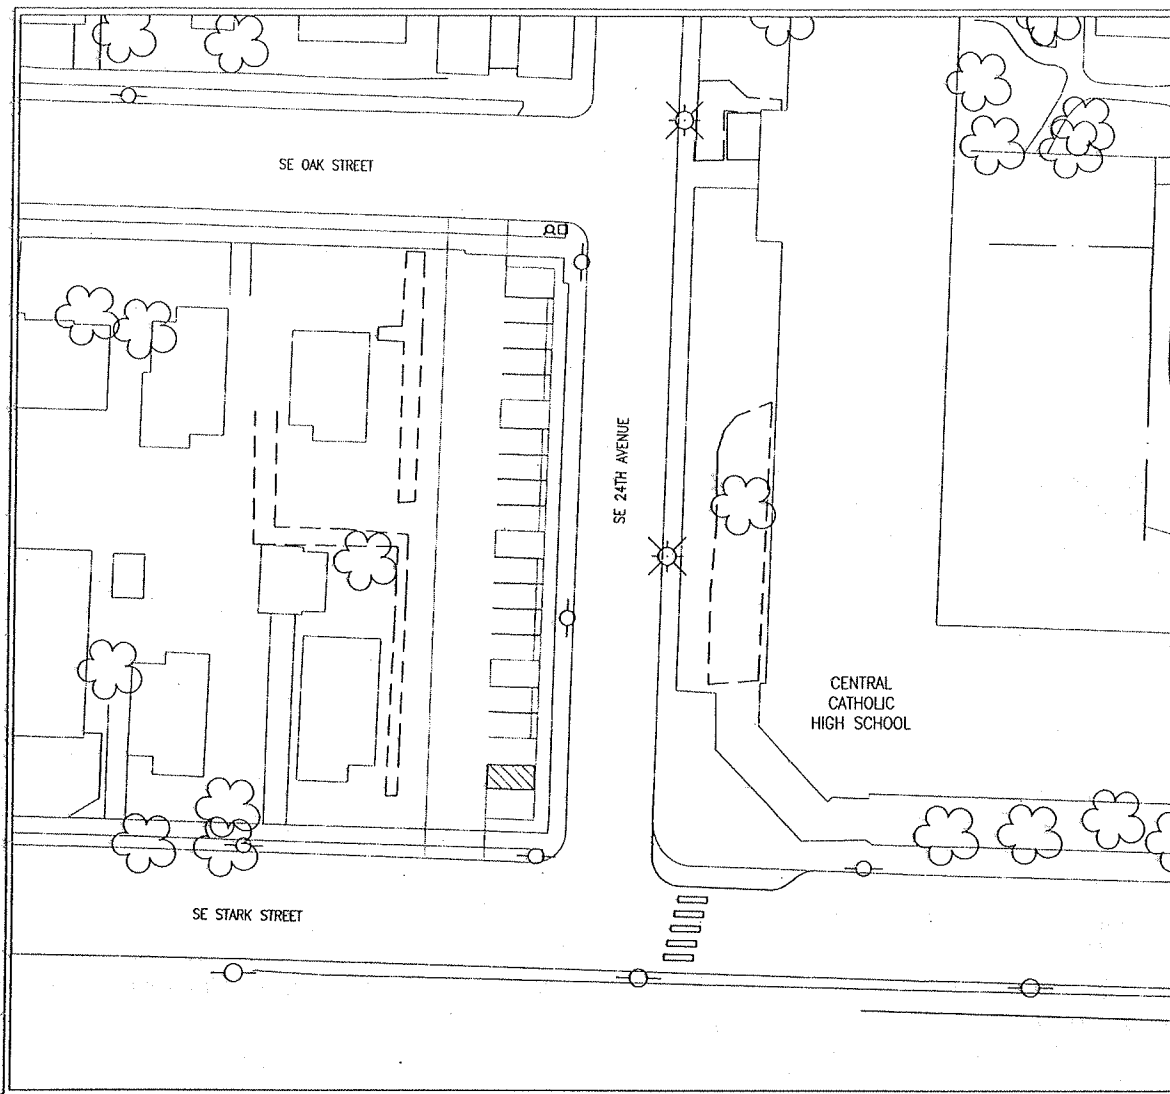 SE OAK STREET
SE 24TH AVENUE
CENTRAL
CATHOLIC
HIGH SCHOOL
SE STARK STREET